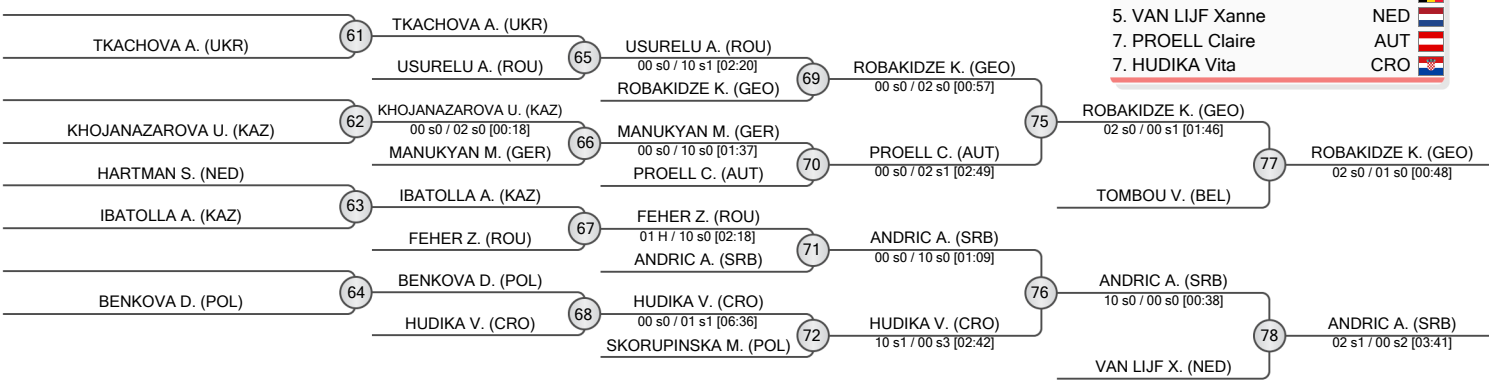 5. VAN LIJF Xanne NED
7. PROELL Claire AUT
7. HUDIKA Vita CRO
TKACHOVA A. (UKR)
61
KHOJANAZAROVA U. (KAZ)
62
HARTMAN S. (NED)
63
IBATOLLA A. (KAZ)
BENKOVA D. (POL)
64
TKACHOVA A. (UKR)
65
USURELU A. (ROU)
KHOJANAZAROVA U. (KAZ)
00 s0 / 02 s0 [00:18]
66
MANUKYAN M. (GER)
IBATOLLA A. (KAZ)
67
FEHER Z. (ROU)
BENKOVA D. (POL)
68
HUDIKA V. (CRO)
USURELU A. (ROU)
00 s0 / 10 s1 [02:20]
69
ROBAKIDZE K. (GEO)
MANUKYAN M. (GER)
00 s0 / 10 s0 [01:37]
70
PROELL C. (AUT)
FEHER Z. (ROU)
01 H / 10 s0 [02:18]
71
ANDRIC A. (SRB)
HUDIKA V. (CRO)
00 s0 / 01 s1 [06:36]
72
SKORUPINSKA M. (POL)
ROBAKIDZE K. (GEO)
00 s0 / 02 s0 [00:57]
75
PROELL C. (AUT)
00 s0 / 02 s1 [02:49]
ANDRIC A. (SRB)
00 s0 / 10 s0 [01:09]
76
HUDIKA V. (CRO)
10 s1 / 00 s3 [02:42]
ROBAKIDZE K. (GEO)
02 s0 / 00 s1 [01:46]
77
TOMBOU V. (BEL)
ANDRIC A. (SRB)
10 s0 / 00 s0 [00:38]
78
VAN LIJF X. (NED)
ROBAKIDZE K. (GEO)
02 s0 / 01 s0 [00:48]
ANDRIC A. (SRB)
02 s1 / 00 s2 [03:41]